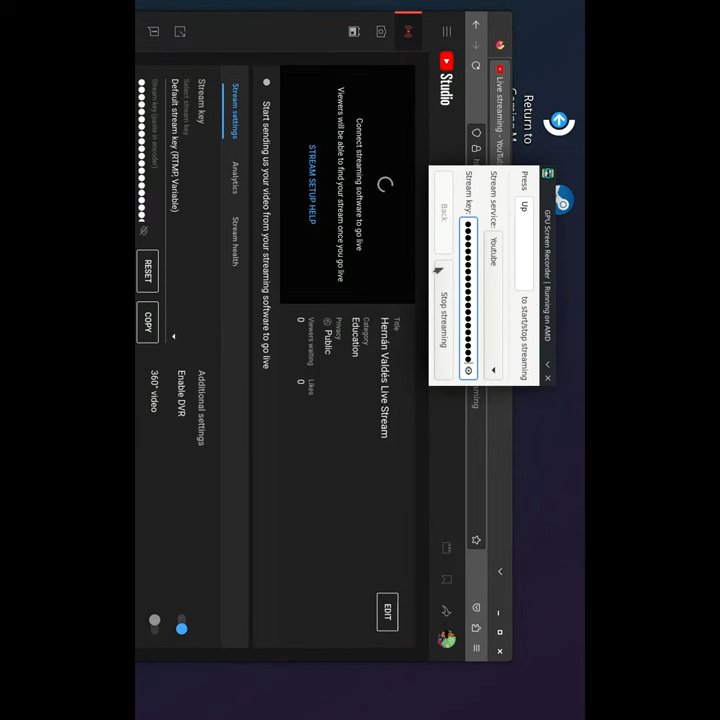 Return to
Live streaming - YouTu
Studio
GPU Screen Recorder | Running on AMD
Press
Up
to start/stop streaming
Stream service:
Youtube
Stream key:
●●●●●●●●●●●●●●●●●●●●
Back
Stop streaming
Connect streaming software to go live
Viewers will be able to find your stream once you go live
STREAM SETUP HELP
Title
Hernán Valdés Live Stream
Category
Education
Privacy
Public
Viewers waiting
0
Likes
0
EDIT
Start sending us your video from your streaming software to go live
Stream settings
Analytics
Stream health
Stream key
Select stream key
Default stream key (RTMP, Variable)
Stream key (paste in encoder)
●●●●●●●●●●●●●●●●●●●●
RESET
COPY
Additional settings
Enable DVR
360° video